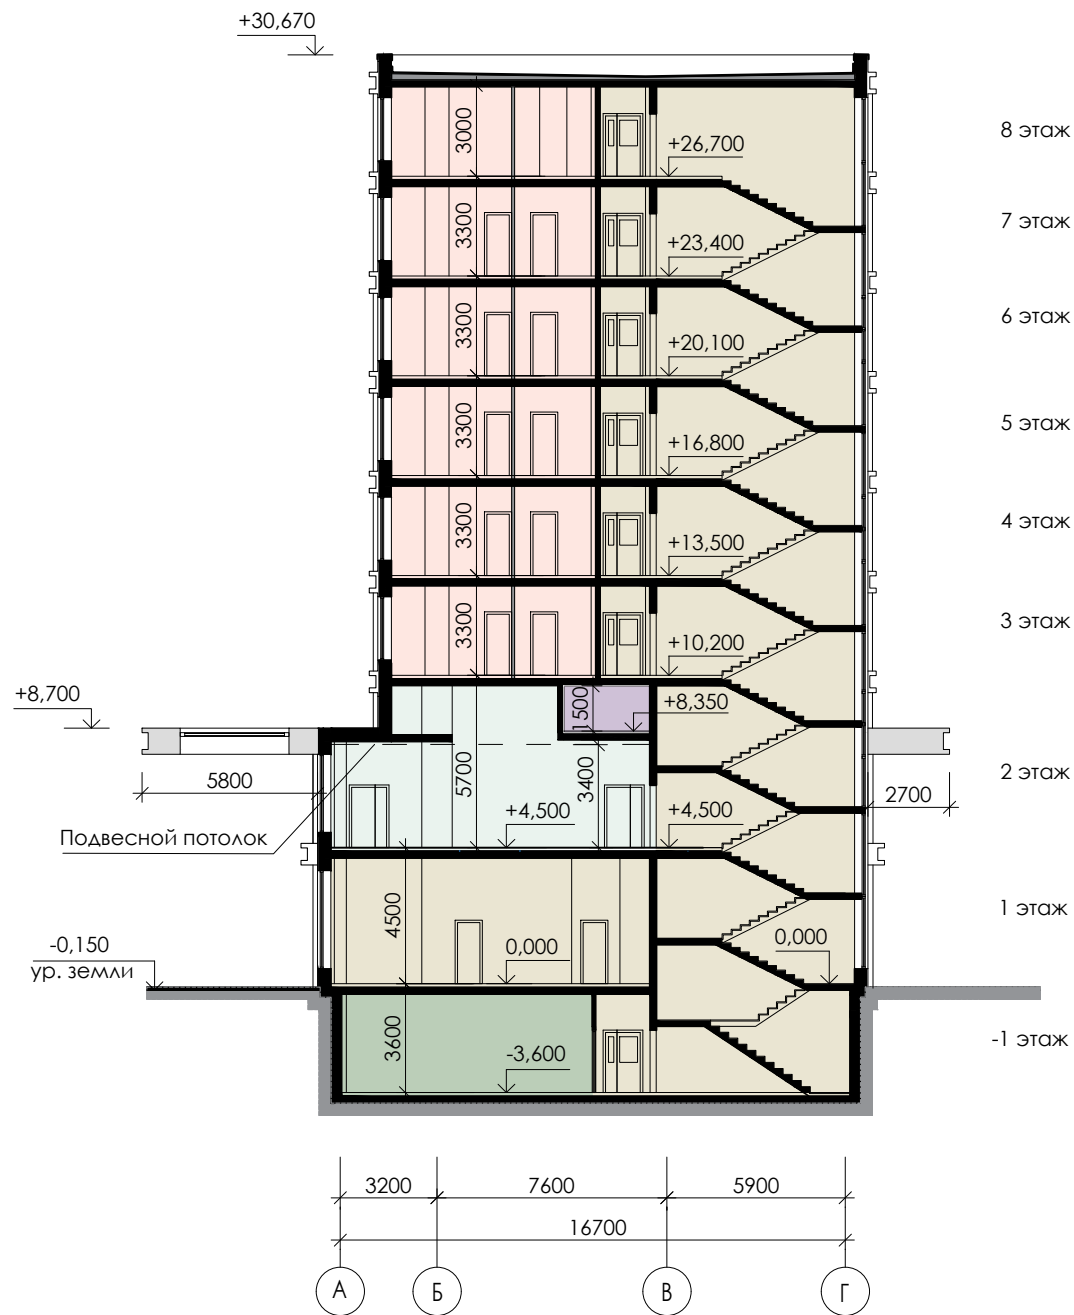 +30,670
8 этаж
3000
+26,700
7 этаж
3300
+23,400
6 этаж
3300
+20,100
5 этаж
3300
+16,800
4 этаж
3300
+13,500
3 этаж
3300
+10,200
+8,700
1500
+8,350
2 этаж
5800
5700
3400
2700
+4,500
+4,500
Подвесной потолок
1 этаж
4500
0,000
0,000
-0,150
ур. земли
-1 этаж
3600
-3,600
3200
7600
5900
16700
А
Б
В
Г